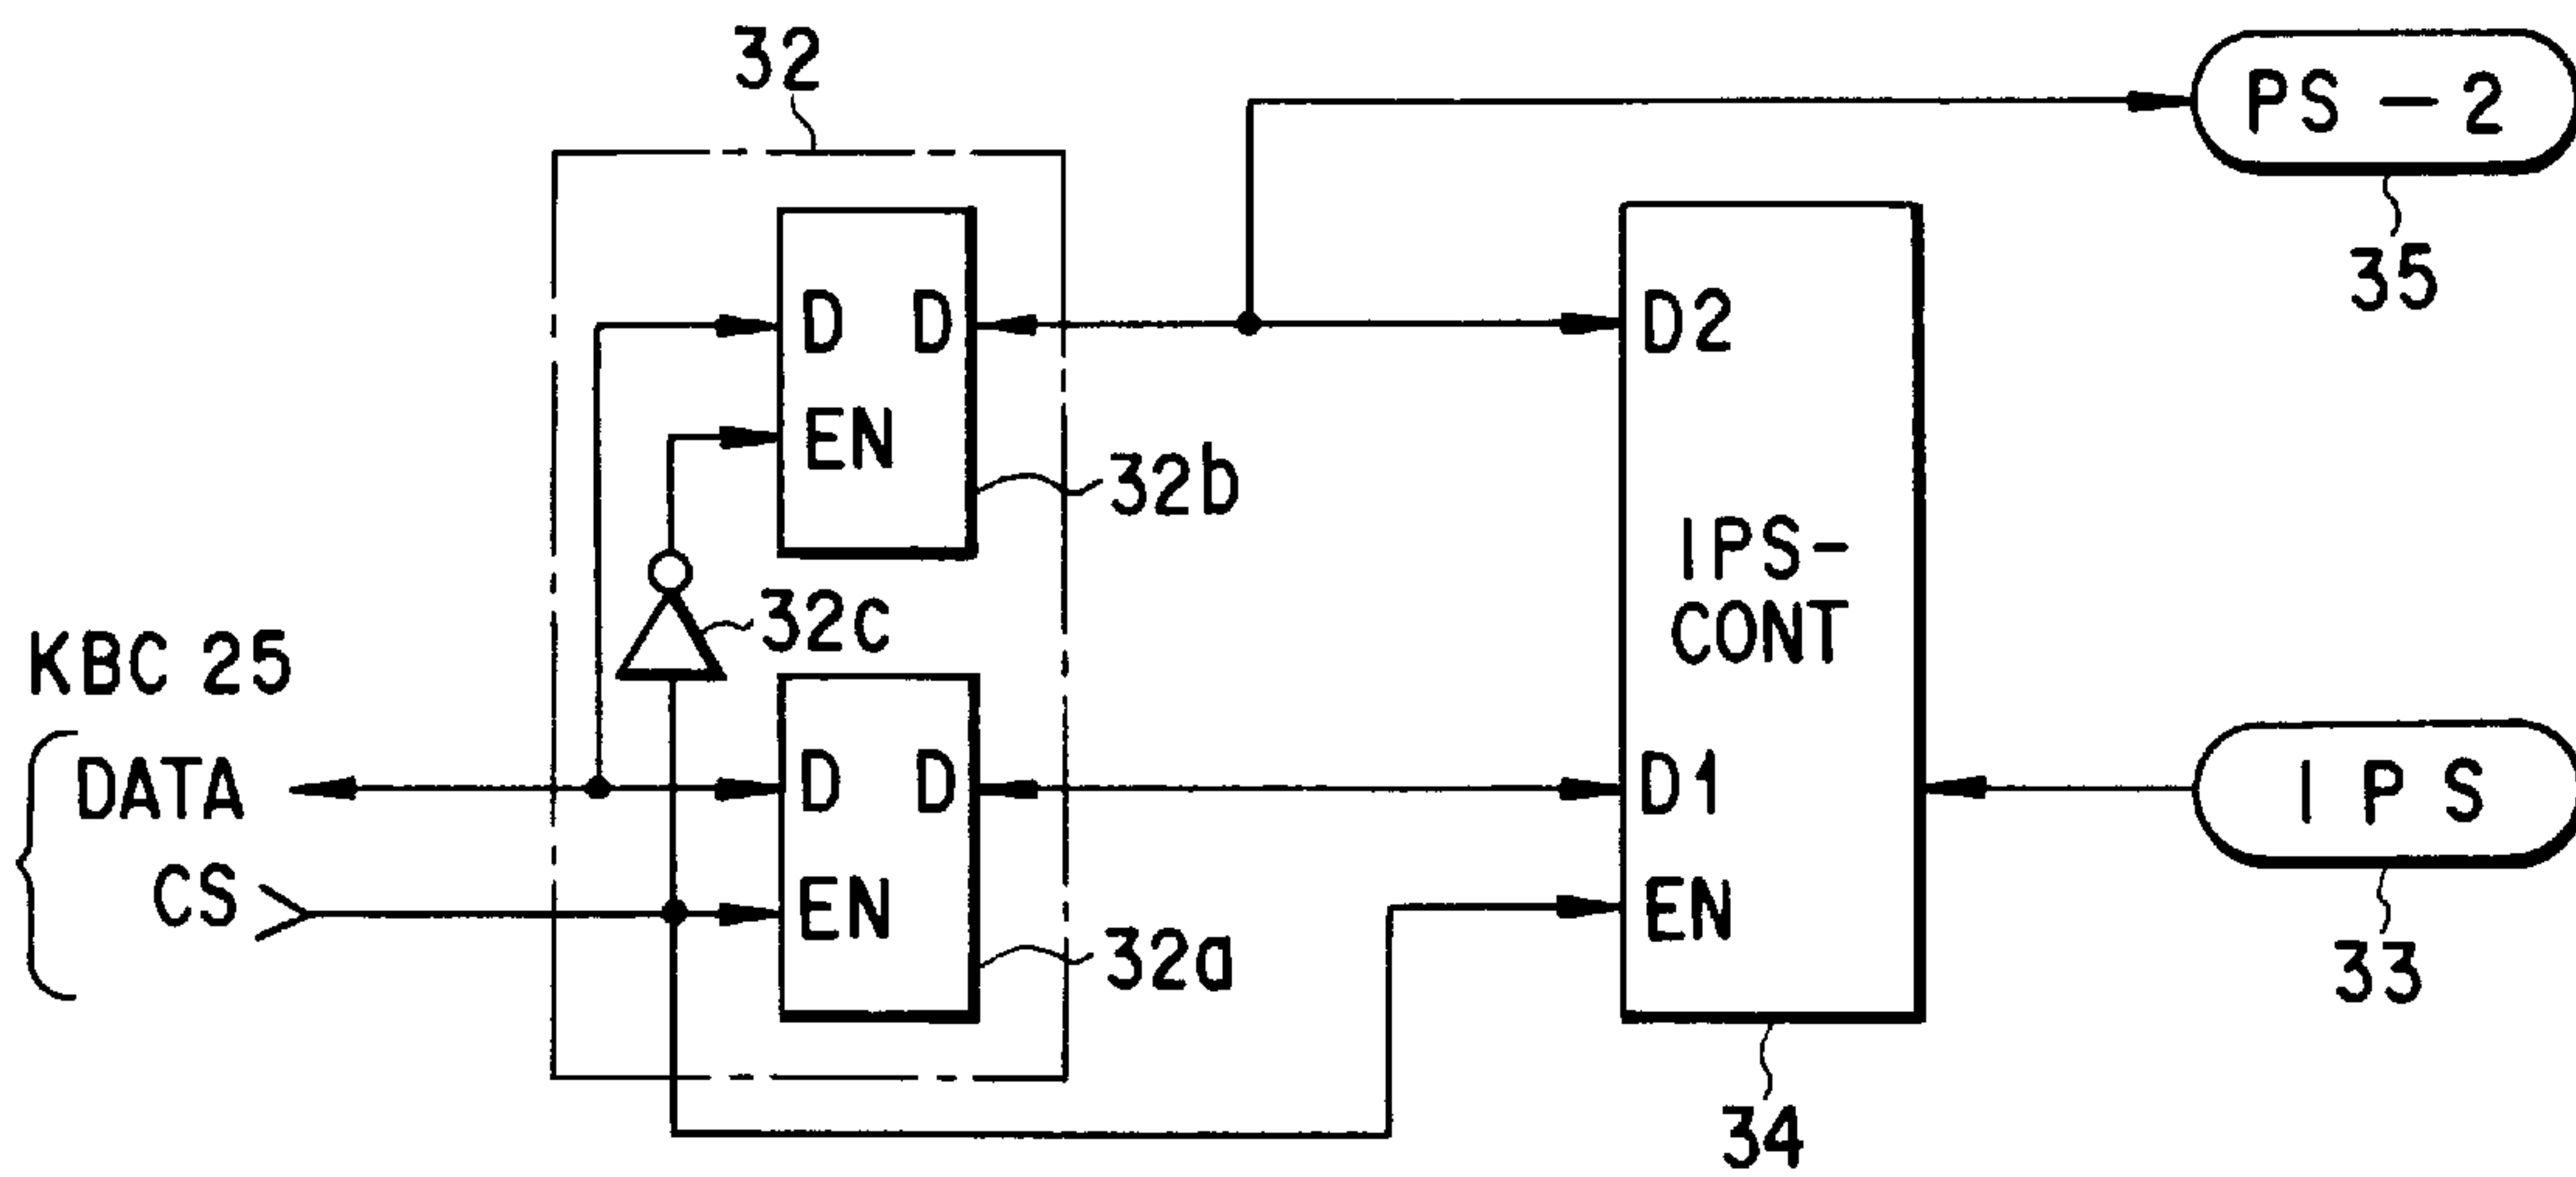 32
PS-2
35
D D
EN
32b
D2
IPS-
CONT
32c
KBC 25
DATA
CS
D D
EN
32a
D1
EN
IPS
33
34